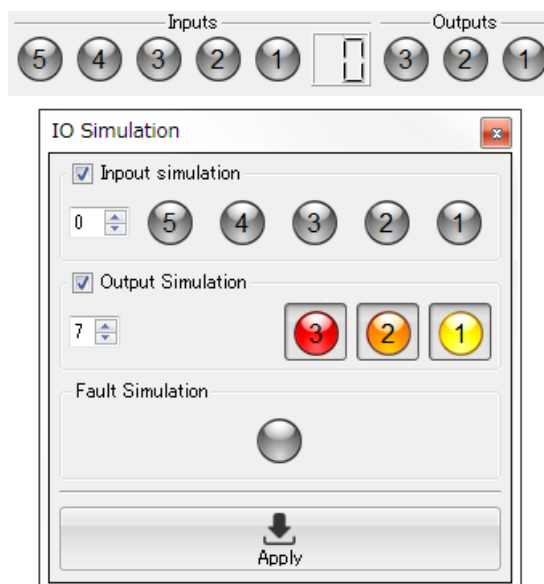 Inputs Outputs
5 4 3 2 1 0 3 2 1
IO Simulation x
Inpout simulation
0 5 4 3 2 1
Output Simulation
7 3 2 1
Fault Simulation
Apply